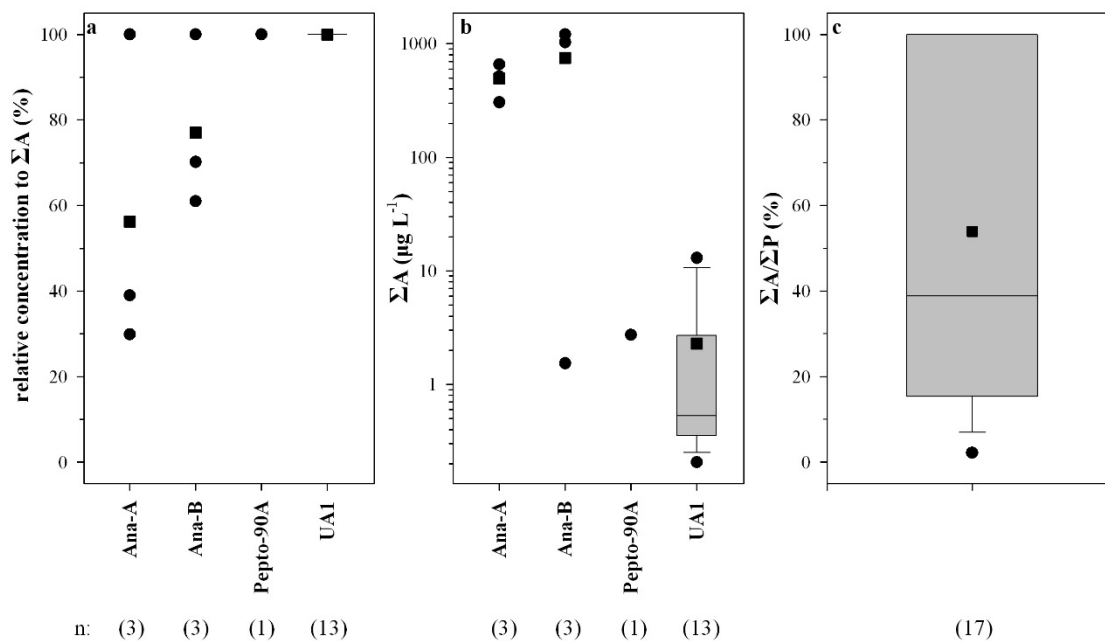 a
relative concentration to ΣA (%)
100
80
60
40
20
0
Ana-A
Ana-B
Pepto-90A
UA1
b
ΣA (µg L⁻¹)
1000
100
10
1
Ana-A
Ana-B
Pepto-90A
UA1
c
ΣA/ΣP (%)
100
80
60
40
20
0
n: (3) (3) (1) (13) (3) (3) (1) (13) (17)